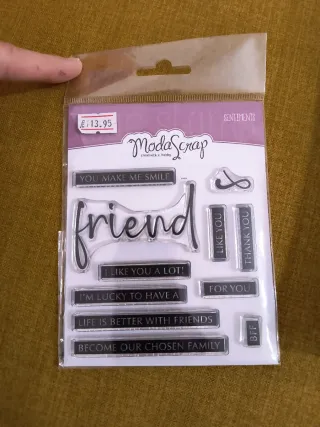 SENTIMENTS
€ 13.95
ModaScrap
YOU MAKE ME SMILE
friend
LIKE YOU
THANK YOU
I LIKE YOU A LOT!
I'M LUCKY TO HAVE A
FOR YOU
LIFE IS BETTER WITH FRIENDS
BFF
BECOME OUR CHOSEN FAMILY